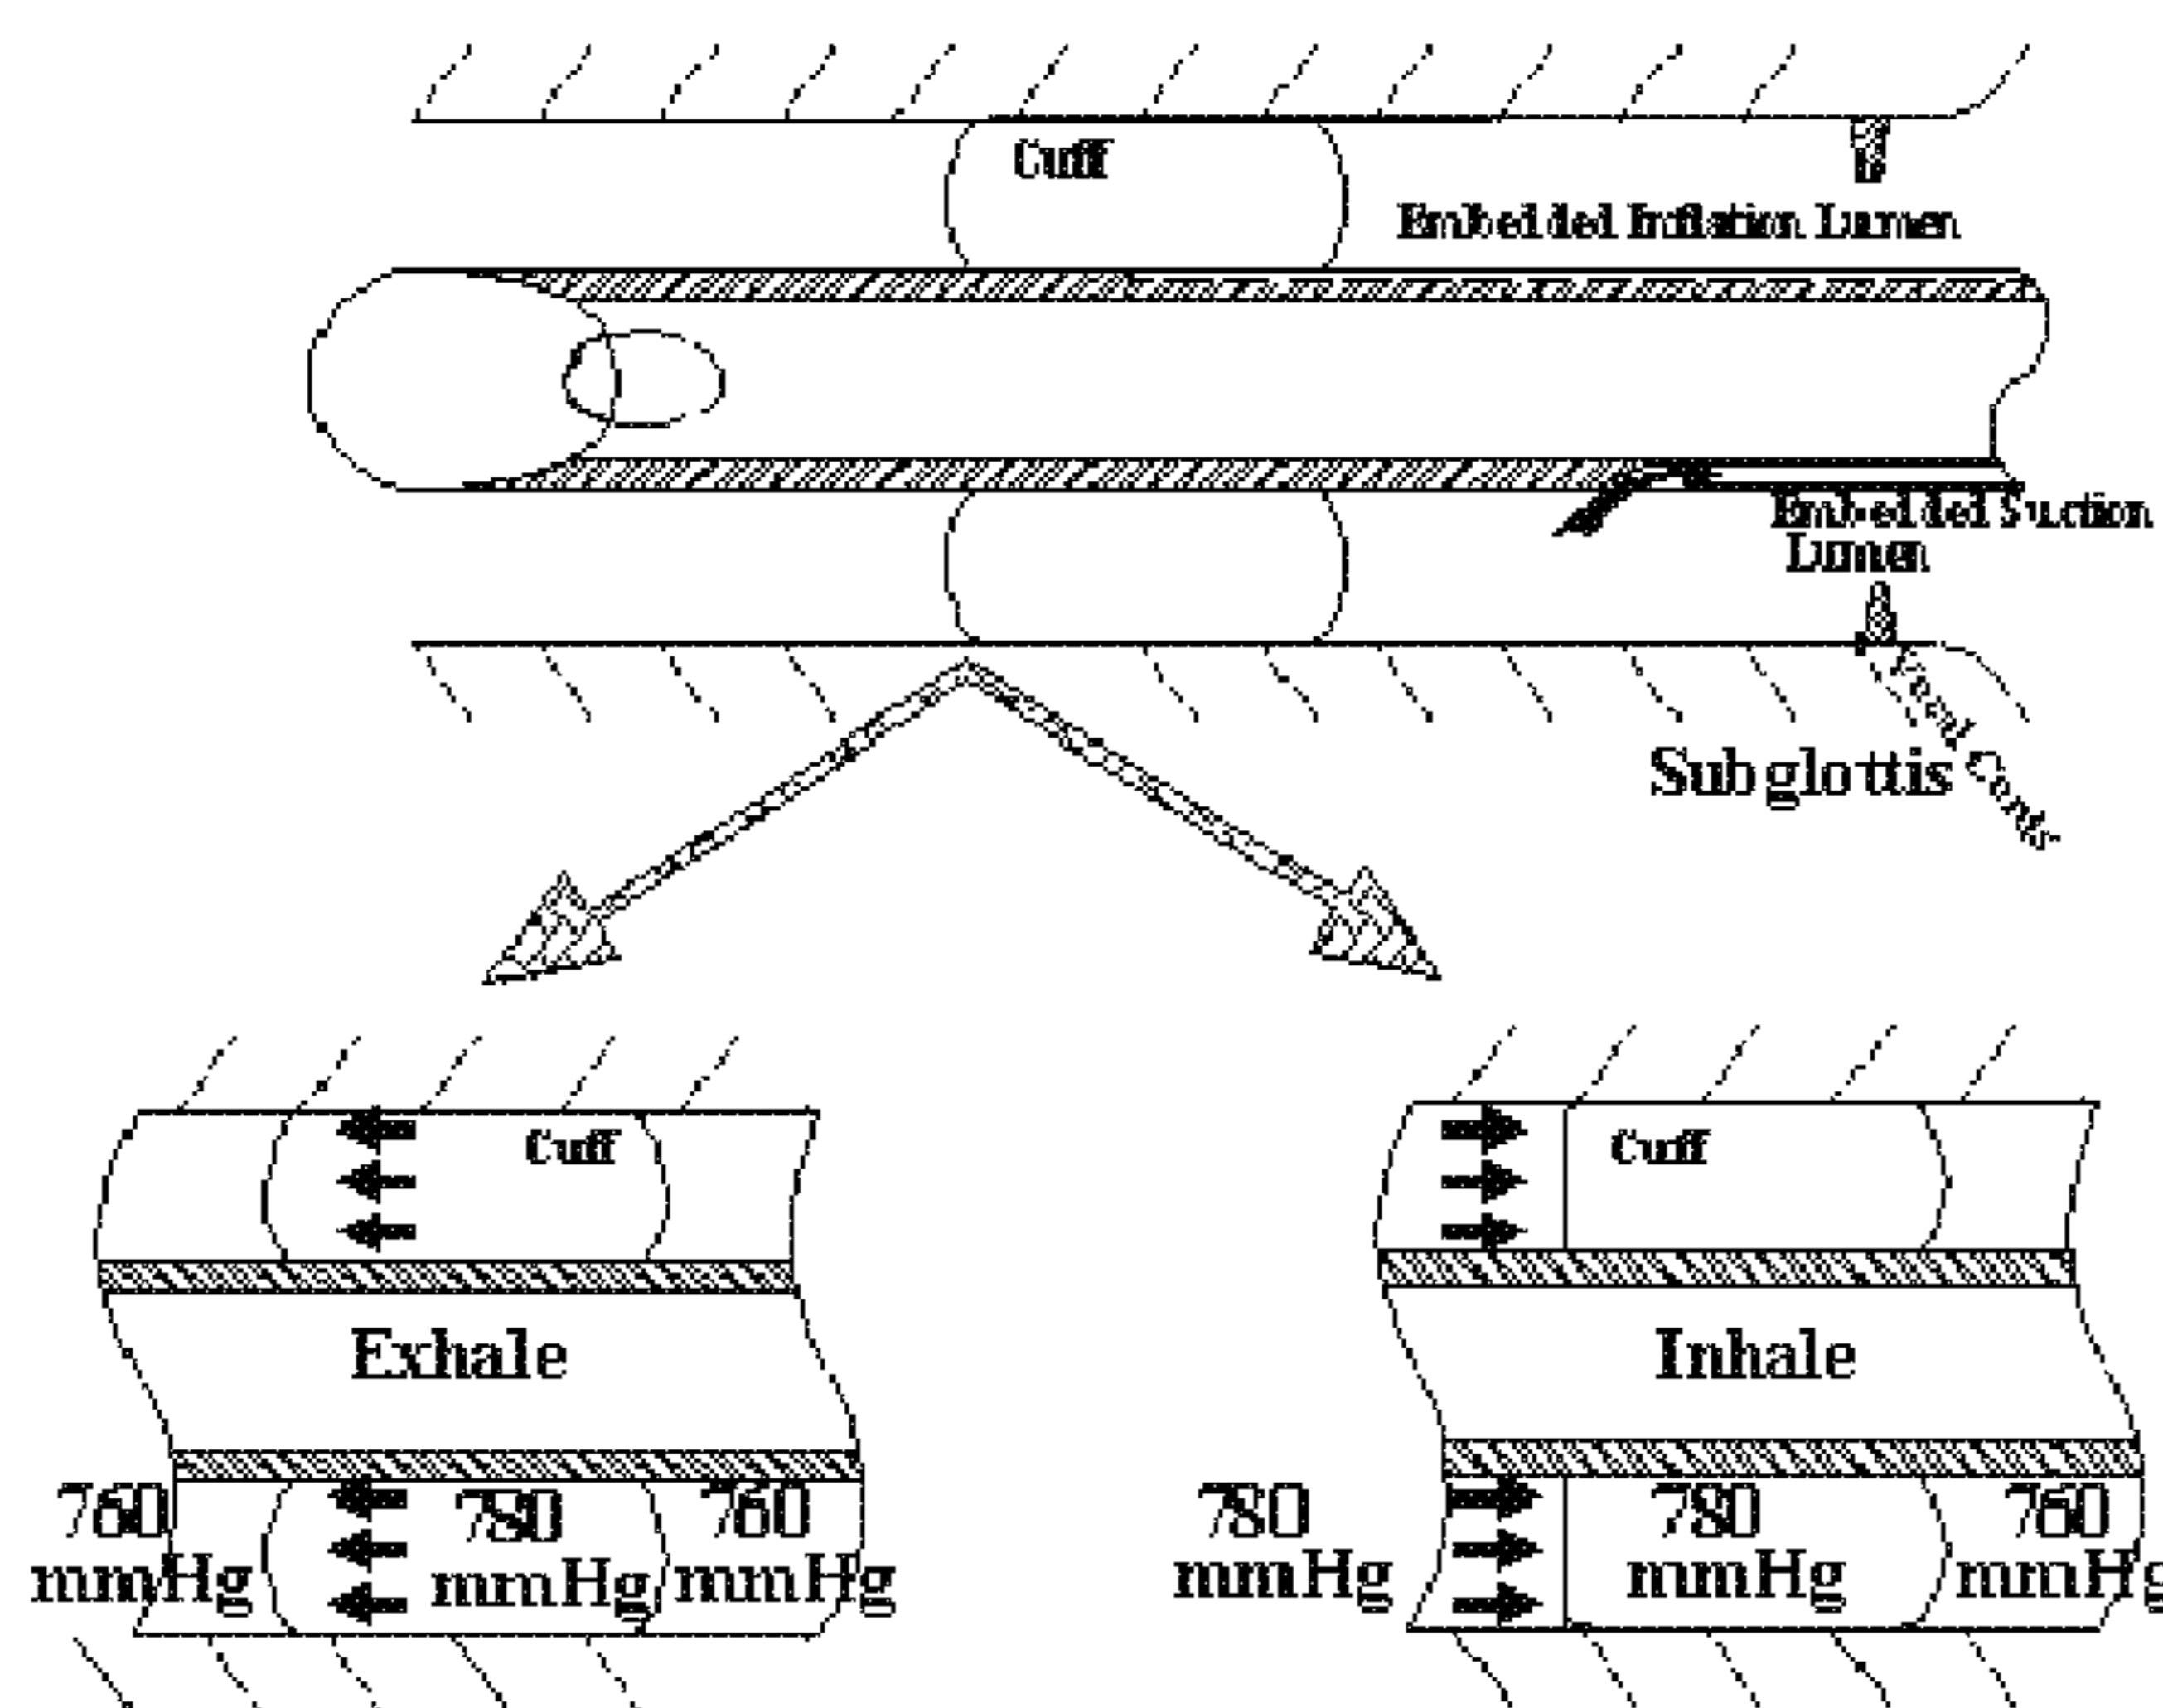 Cuff
Embedded Inflation Lumen
Embedded Suction
Lumen
Subglottis
Vocal Cords
Cuff
Cuff
Exhale
Inhale
760
mmHg
780
mmHg
760
mmHg
780
mmHg
780
mmHg
760
mmHg